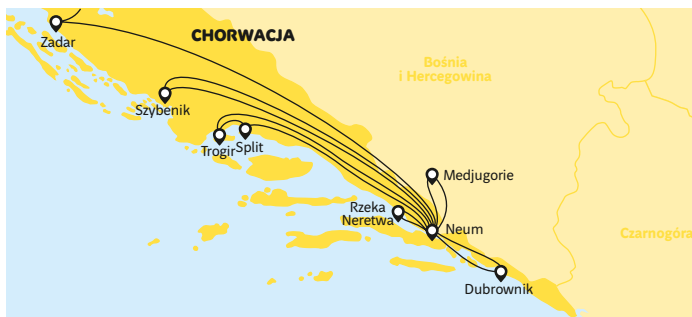 CHORWACJA
Zadar
Bośnia
i Hercegowina
Szybenik
Trogir
Split
Medjugorie
Rzeka
Neretwa
Neum
Czarnogóra
Dubrownik